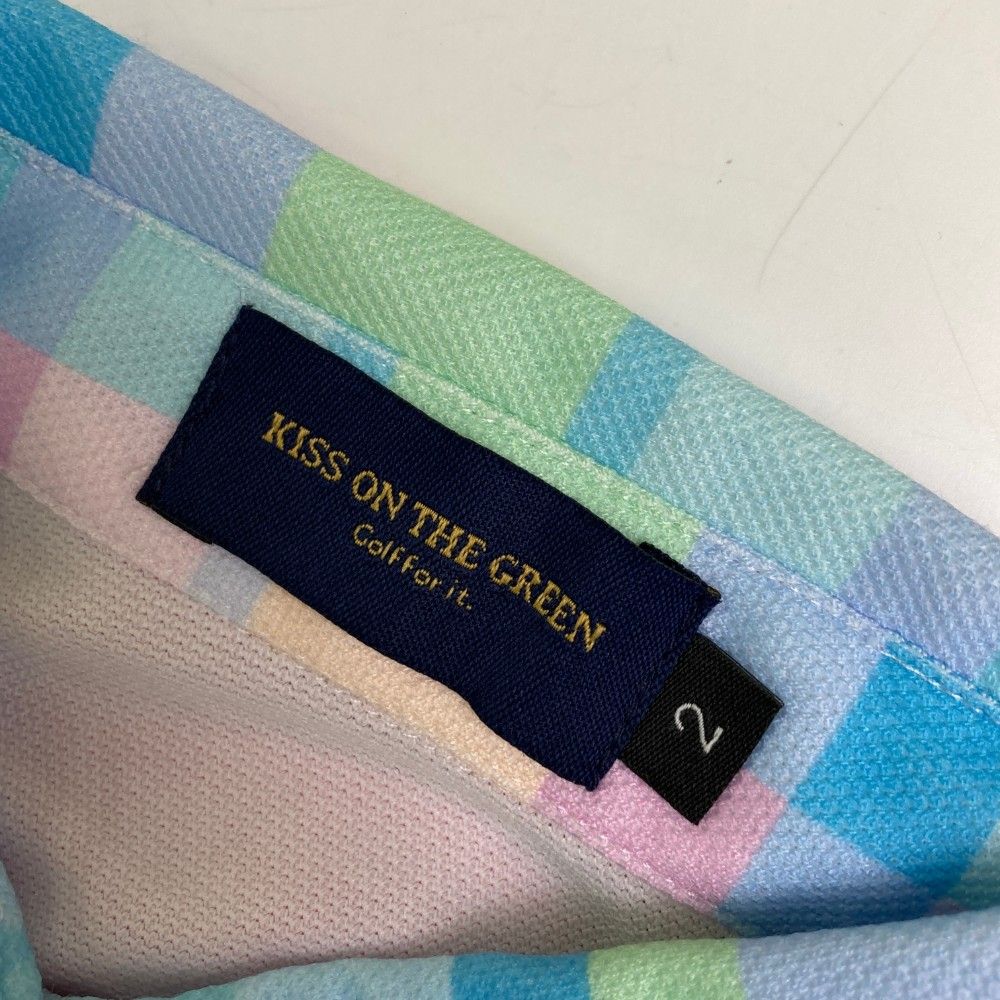 KISS ON THE GREEN
Golf for it.
2